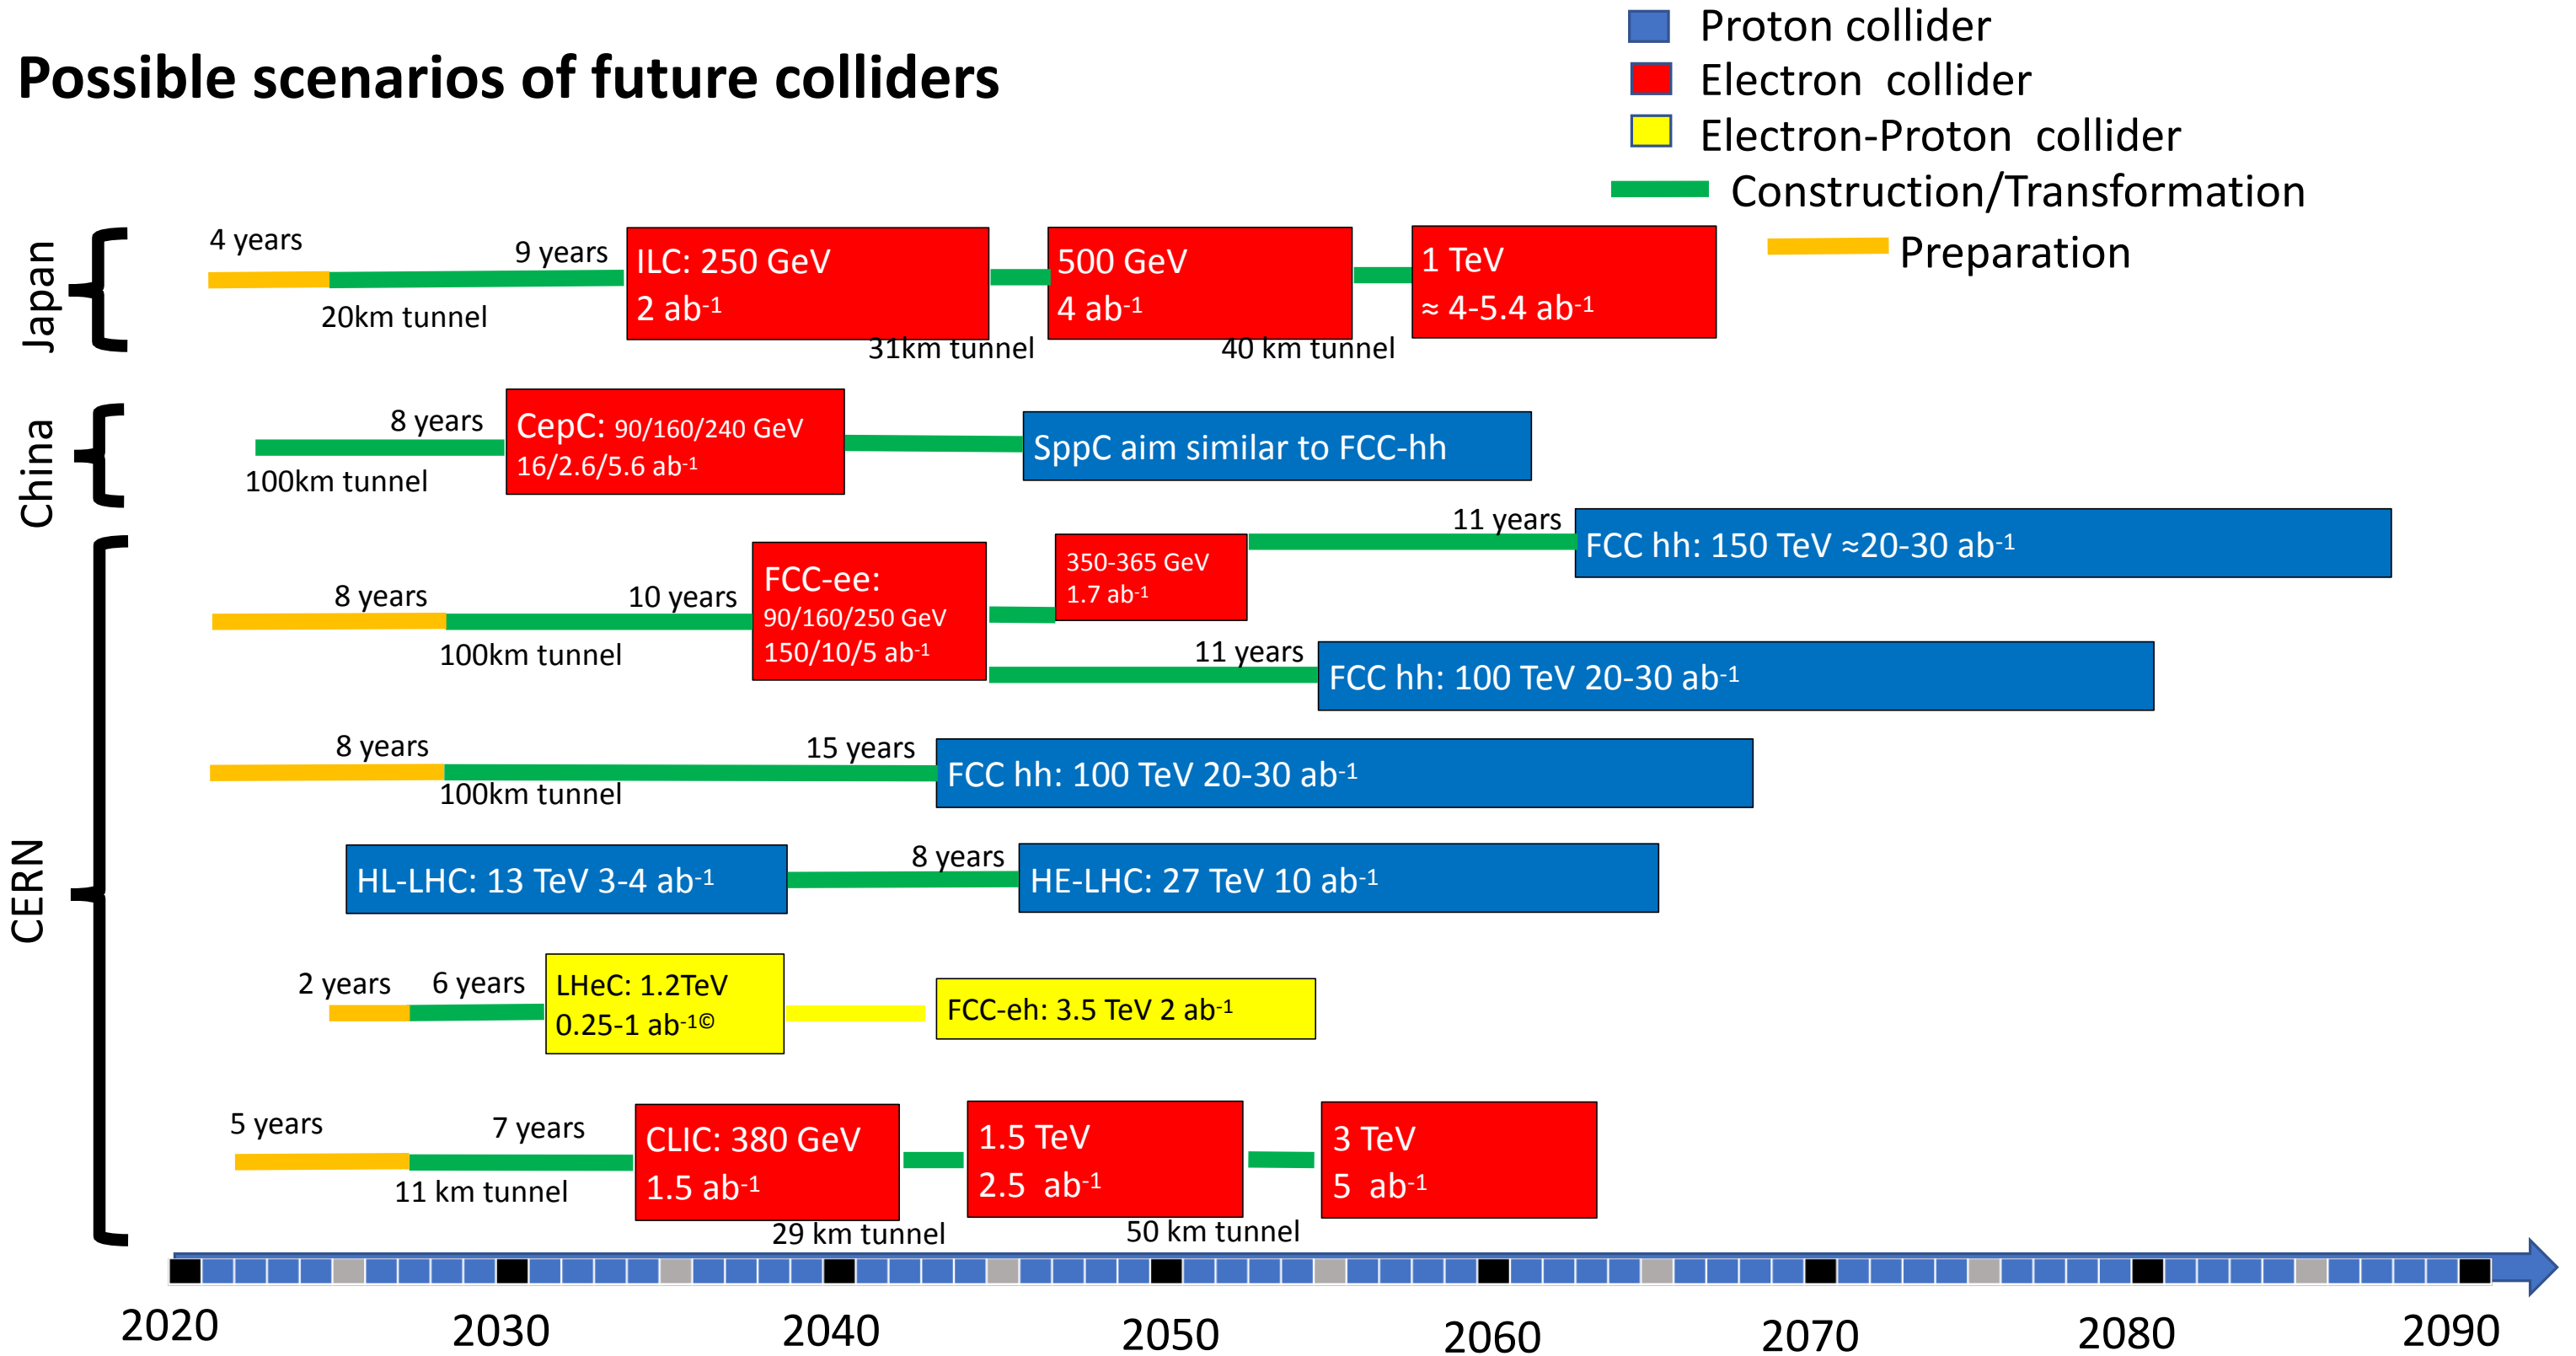 Possible scenarios of future colliders
Proton collider
Electron  collider
Electron-Proton  collider
Construction/Transformation
Preparation
Japan
4 years
9 years
20km tunnel
ILC: 250 GeV
2 ab⁻¹
31km tunnel
500 GeV
4 ab⁻¹
40 km tunnel
1 TeV
≈ 4-5.4 ab⁻¹
China
8 years
100km tunnel
CepC: 90/160/240 GeV
16/2.6/5.6 ab⁻¹
SppC aim similar to FCC-hh
CERN
8 years
10 years
100km tunnel
FCC-ee:
90/160/250 GeV
150/10/5 ab⁻¹
350-365 GeV
1.7 ab⁻¹
11 years
FCC hh: 150 TeV ≈20-30 ab⁻¹
11 years
FCC hh: 100 TeV 20-30 ab⁻¹
8 years
15 years
100km tunnel
FCC hh: 100 TeV 20-30 ab⁻¹
HL-LHC: 13 TeV 3-4 ab⁻¹
8 years
HE-LHC: 27 TeV 10 ab⁻¹
2 years
6 years
LHeC: 1.2TeV
0.25-1 ab⁻¹©
FCC-eh: 3.5 TeV 2 ab⁻¹
5 years
7 years
11 km tunnel
CLIC: 380 GeV
1.5 ab⁻¹
29 km tunnel
1.5 TeV
2.5  ab⁻¹
50 km tunnel
3 TeV
5  ab⁻¹
2020
2030
2040
2050
2060
2070
2080
2090